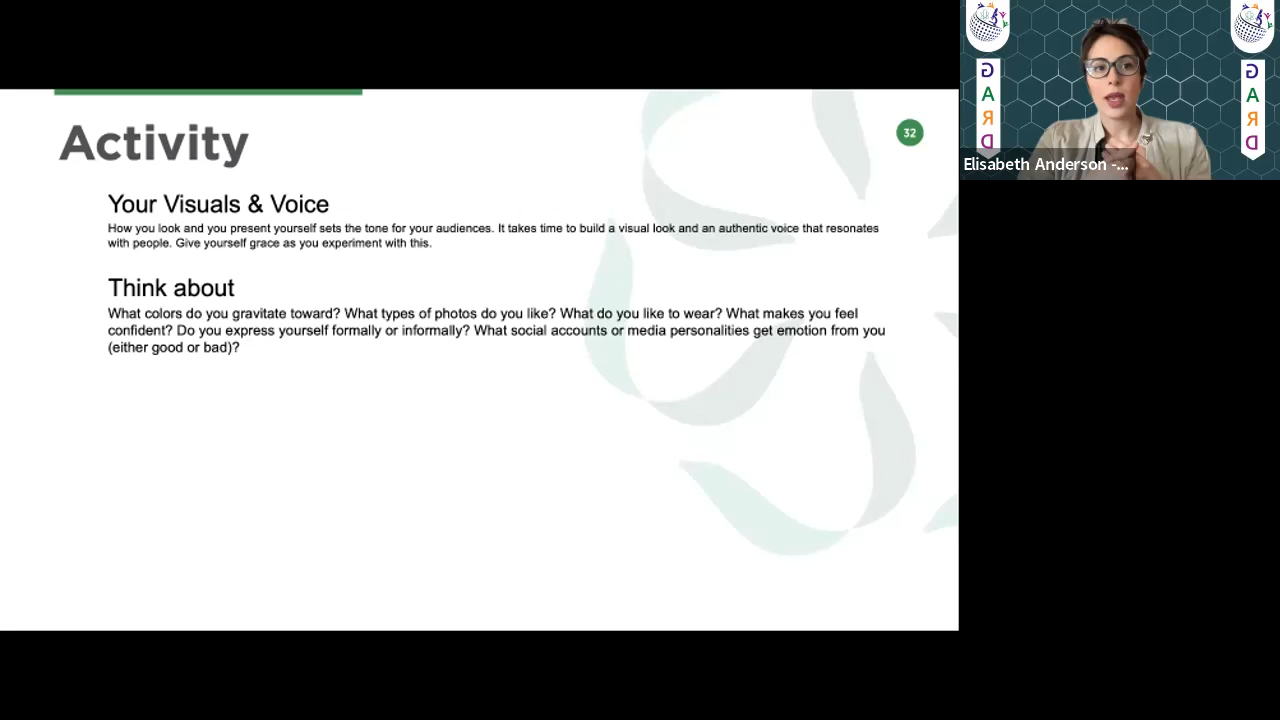 Activity
32
Your Visuals & Voice
How you look and you present yourself sets the tone for your audiences. It takes time to build a visual look and an authentic voice that resonates
with people. Give yourself grace as you experiment with this.
Think about
What colors do you gravitate toward? What types of photos do you like? What do you like to wear? What makes you feel
confident? Do you express yourself formally or informally? What social accounts or media personalities get emotion from you
(either good or bad)?
G
A
R
D
G
A
R
D
Elisabeth Anderson -...